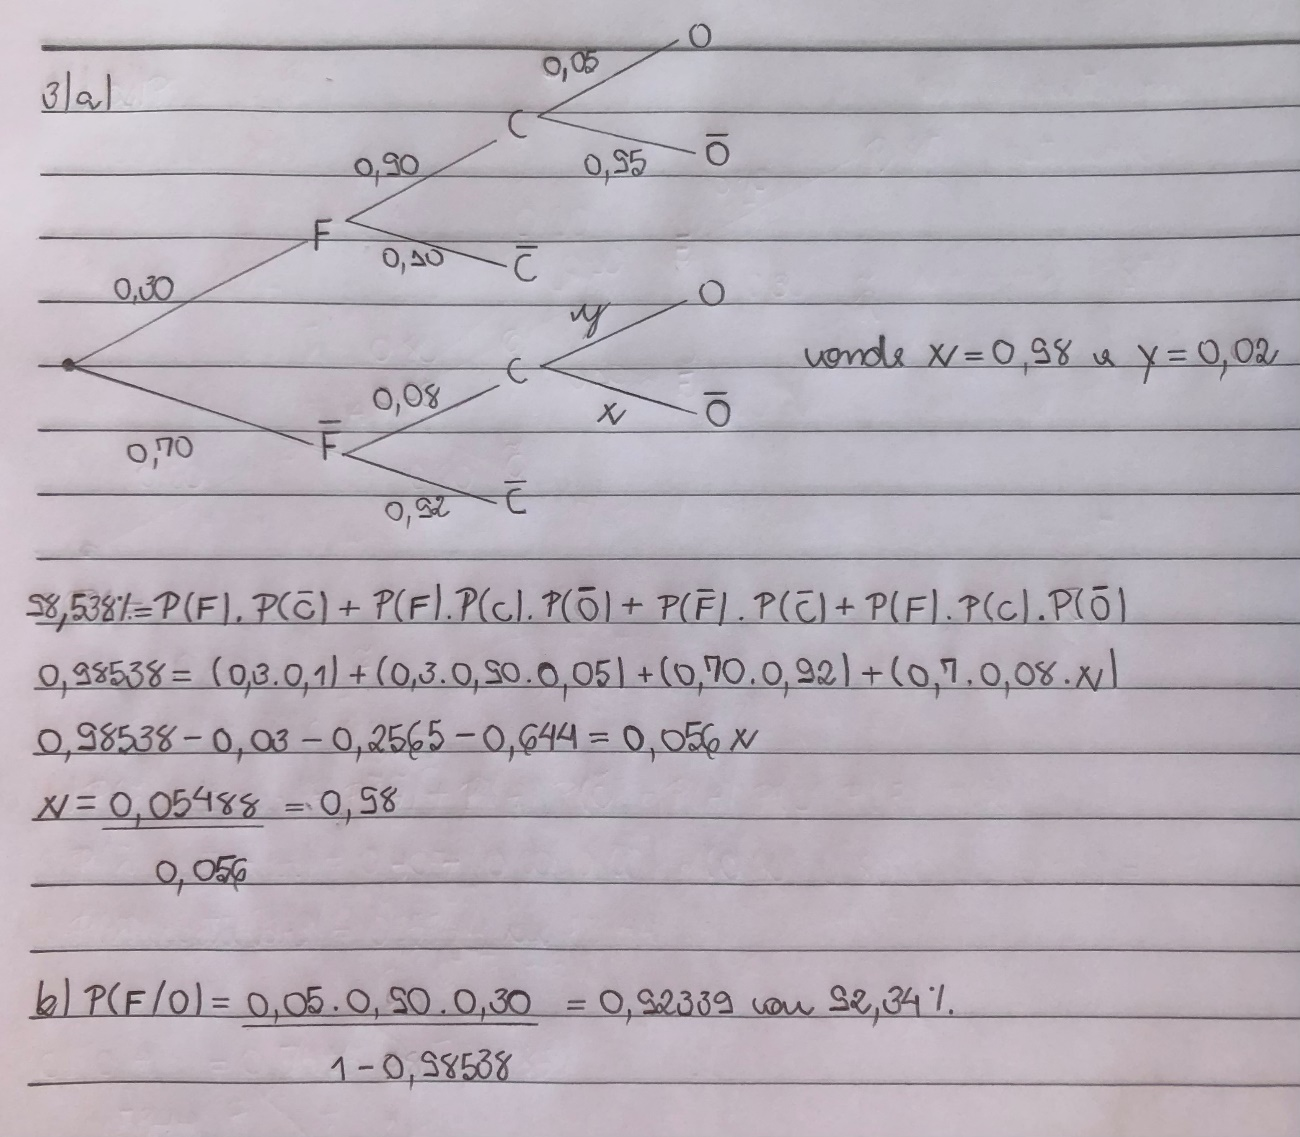 3|a|
0,05 O
C
0,95 Ō
0,90
F
0,10 C̄
0,30
y O
C
x Ō
0,08
onde x = 0,98 e y = 0,02
0,70 F̄
0,92 C̄
98,538% = P(F). P(C̄) + P(F). P(C). P(Ō) + P(F̄). P(C̄) + P(F). P(C). P(Ō)
0,98538 = (0,3.0,1) + (0,3.0,90.0,05) + (0,70.0,92) + (0,7.0,08.x)
0,98538 - 0,03 - 0,2565 - 0,644 = 0,056x
x = 0,05488 = 0,98
0,056
b) P(F/O) = 0,05.0,90.0,30 = 0,92339 ou 92,34%.
1 - 0,98538